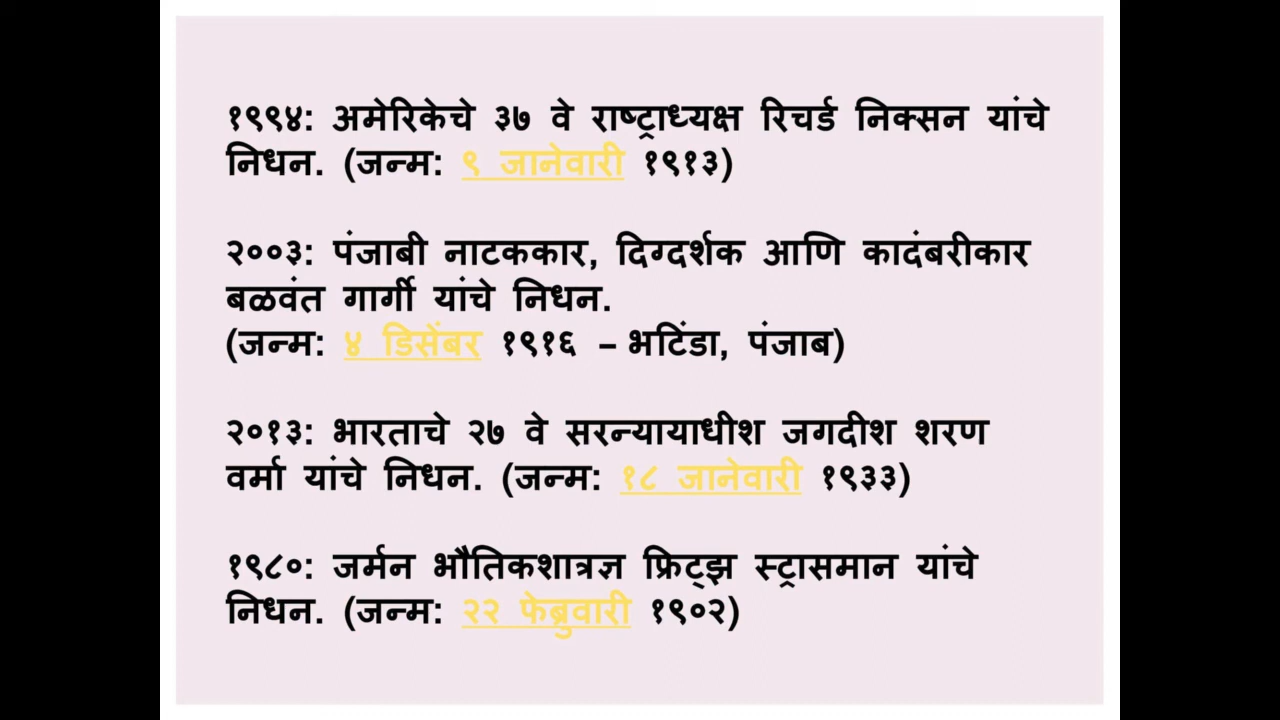 १९९४: अमेरिकेचे ३७ वे राष्ट्राध्यक्ष रिचर्ड निक्सन यांचे
निधन. (जन्म: ९ जानेवारी १९१३)
२००३: पंजाबी नाटककार, दिग्दर्शक आणि कादंबरीकार
बळवंत गार्गी यांचे निधन.
(जन्म: ४ डिसेंबर १९१६ – भटिंडा, पंजाब)
२०१३: भारताचे २७ वे सरन्यायाधीश जगदीश शरण
वर्मा यांचे निधन. (जन्म: १८ जानेवारी १९३३)
१९८०: जर्मन भौतिकशात्रज्ञ फ्रिट्झ स्ट्रासमान यांचे
निधन. (जन्म: २२ फेब्रुवारी १९०२)